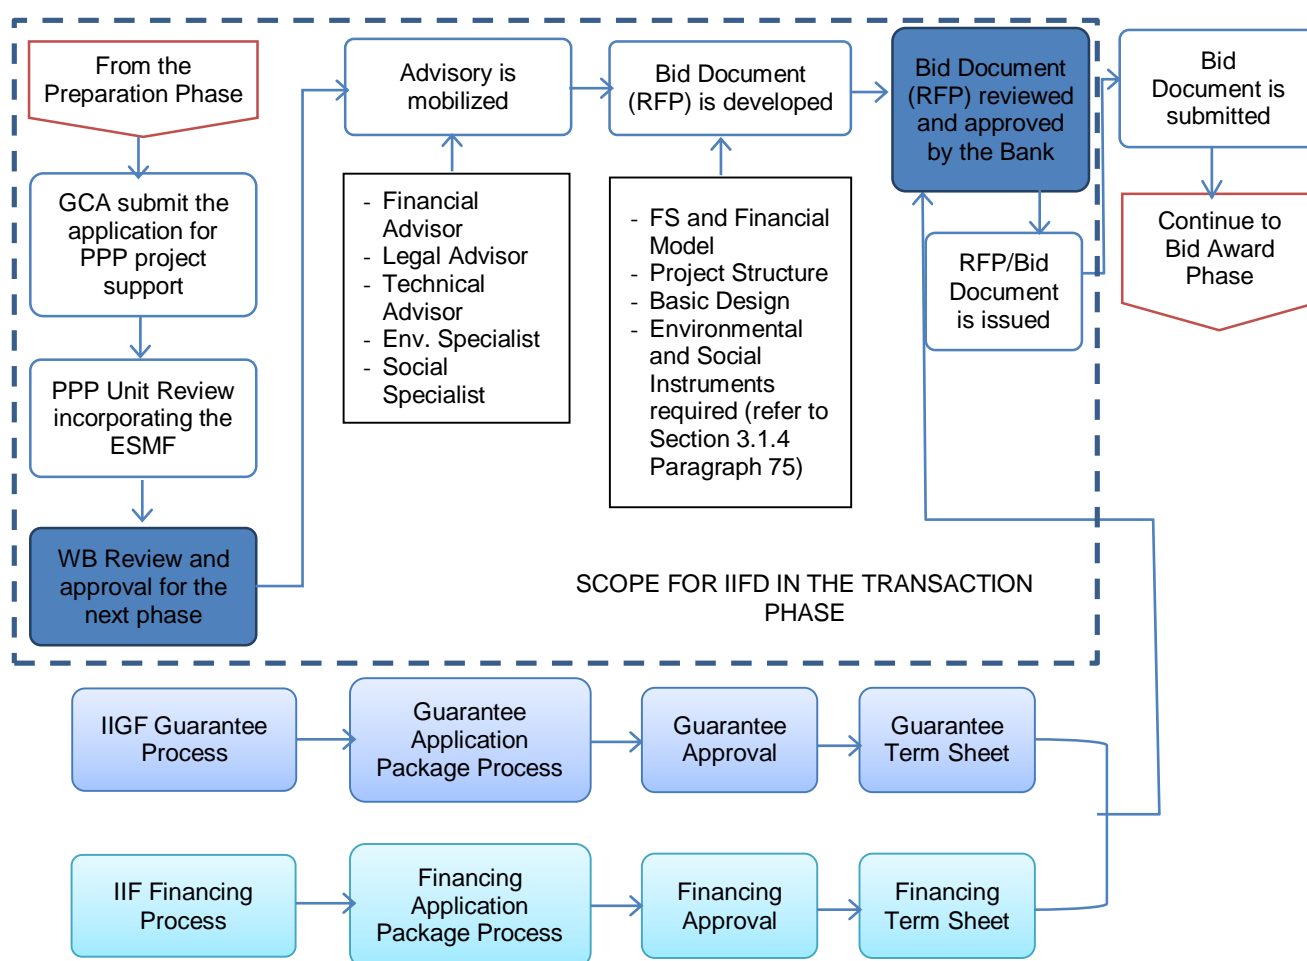 From the
Preparation Phase
GCA submit the
application for
PPP project
support
PPP Unit Review
incorporating the
ESMF
WB Review and
approval for the
next phase
Advisory is
mobilized
- Financial
Advisor
- Legal Advisor
- Technical
Advisor
- Env. Specialist
- Social
Specialist
Bid Document
(RFP) is developed
- FS and Financial
Model
- Project Structure
- Basic Design
- Environmental
and Social
Instruments
required (refer to
Section 3.1.4
Paragraph 75)
Bid Document
(RFP) reviewed
and approved
by the Bank
RFP/Bid
Document
is issued
Bid
Document is
submitted
Continue to
Bid Award
Phase
SCOPE FOR IIFD IN THE TRANSACTION
PHASE
IIGF Guarantee
Process
Guarantee
Application
Package Process
Guarantee
Approval
Guarantee
Term Sheet
IIF Financing
Process
Financing
Application
Package Process
Financing
Approval
Financing
Term Sheet